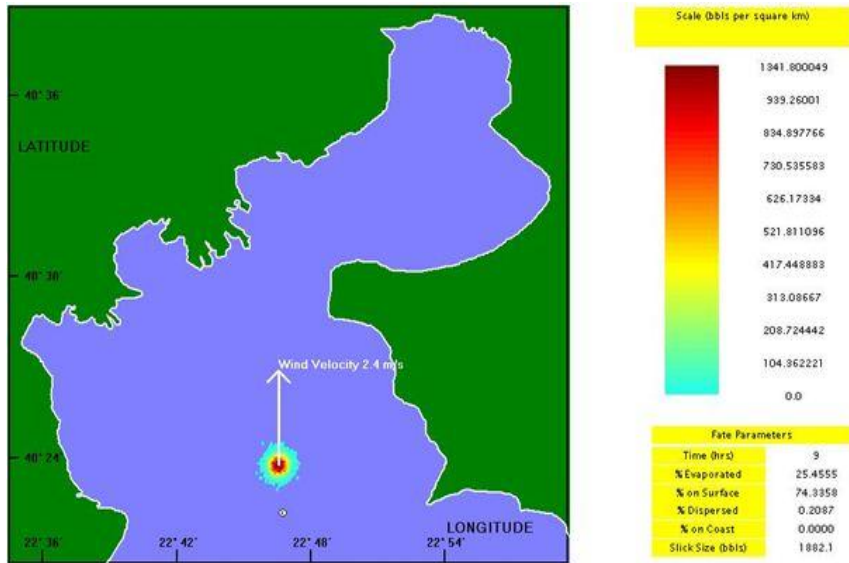 40° 36'
LATITUDE
40° 30'
Wind Velocity 2.4 m/s
40° 24'
LONGITUDE
22° 36'
22° 42'
22° 48'
22° 54'
Scale (bbls per square km)
1341.800049
939.26001
834.897766
730.535583
626.17334
521.811096
417.448883
313.08667
208.724442
104.362221
0.0
Fate Parameters
Time (hrs) 9
% Evaporated 25.4555
% on Surface 74.3358
% Dispersed 0.2087
% on Coast 0.0000
Slick Size (bbls) 1882.1